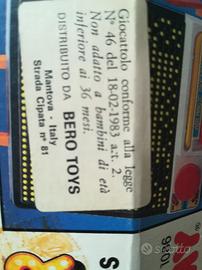 Giocattolo conforme alla legge
N° 46 del 18-02-1983 a.t. 2.
Non adatto a bambini di età
inferiore ai 36 mesi.
DISTRIBUITO DA BERO TOYS
Mantova - Italy
Strada Cipata n° 81
S